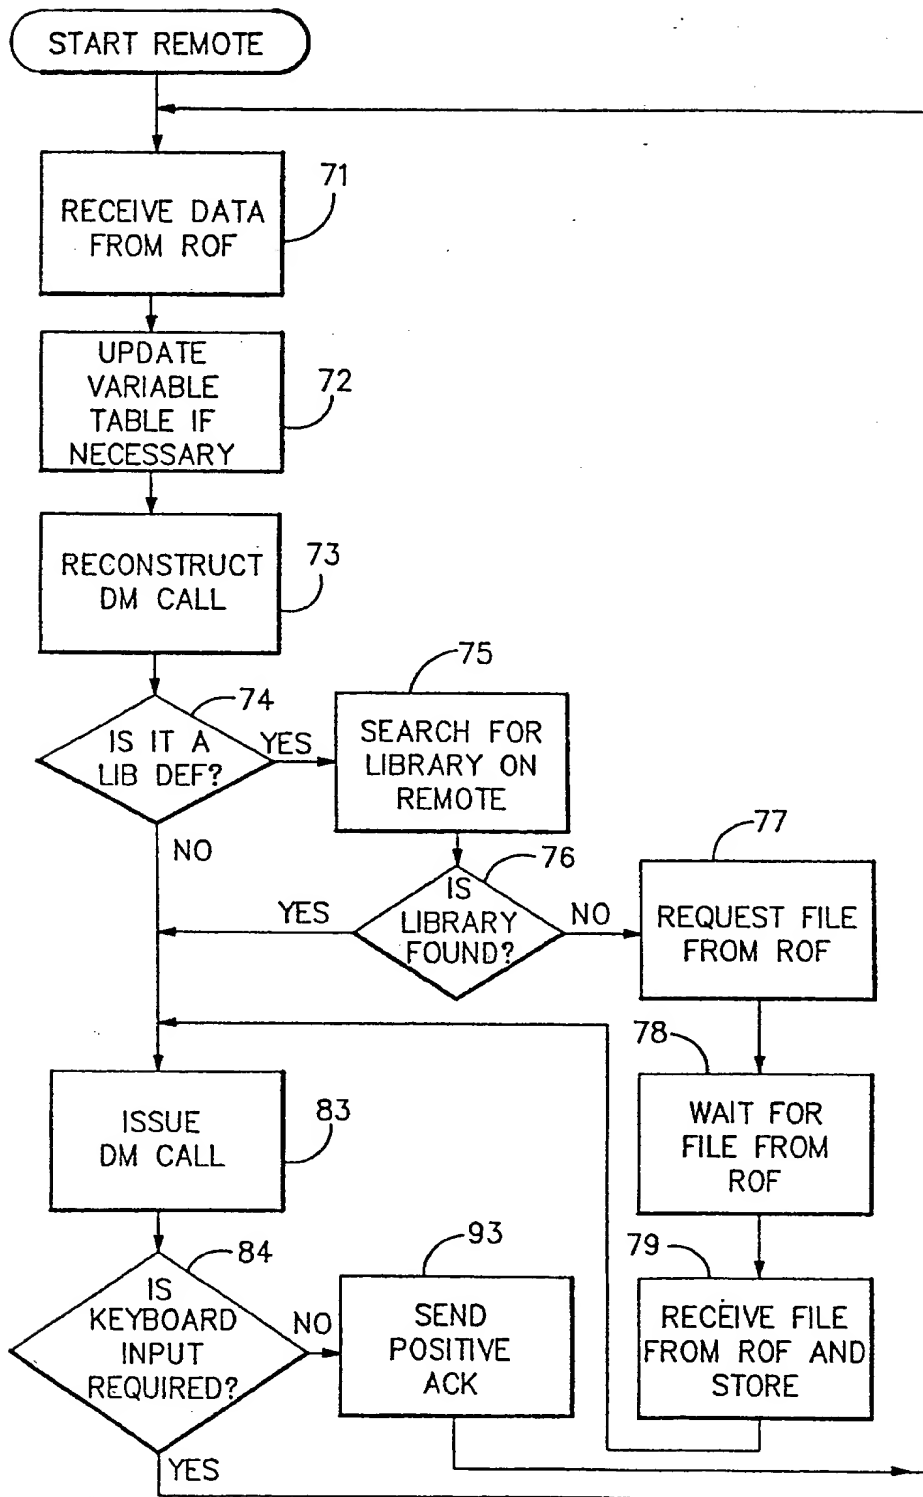 START REMOTE
71
RECEIVE DATA
FROM ROF
72
UPDATE
VARIABLE
TABLE IF
NECESSARY
73
RECONSTRUCT
DM CALL
74
IS IT A
LIB DEF?
YES
NO
75
SEARCH FOR
LIBRARY ON
REMOTE
76
IS
LIBRARY
FOUND?
YES
NO
77
REQUEST FILE
FROM ROF
78
WAIT FOR
FILE FROM
ROF
79
RECEIVE FILE
FROM ROF AND
STORE
83
ISSUE
DM CALL
84
IS
KEYBOARD
INPUT
REQUIRED?
NO
YES
93
SEND
POSITIVE
ACK